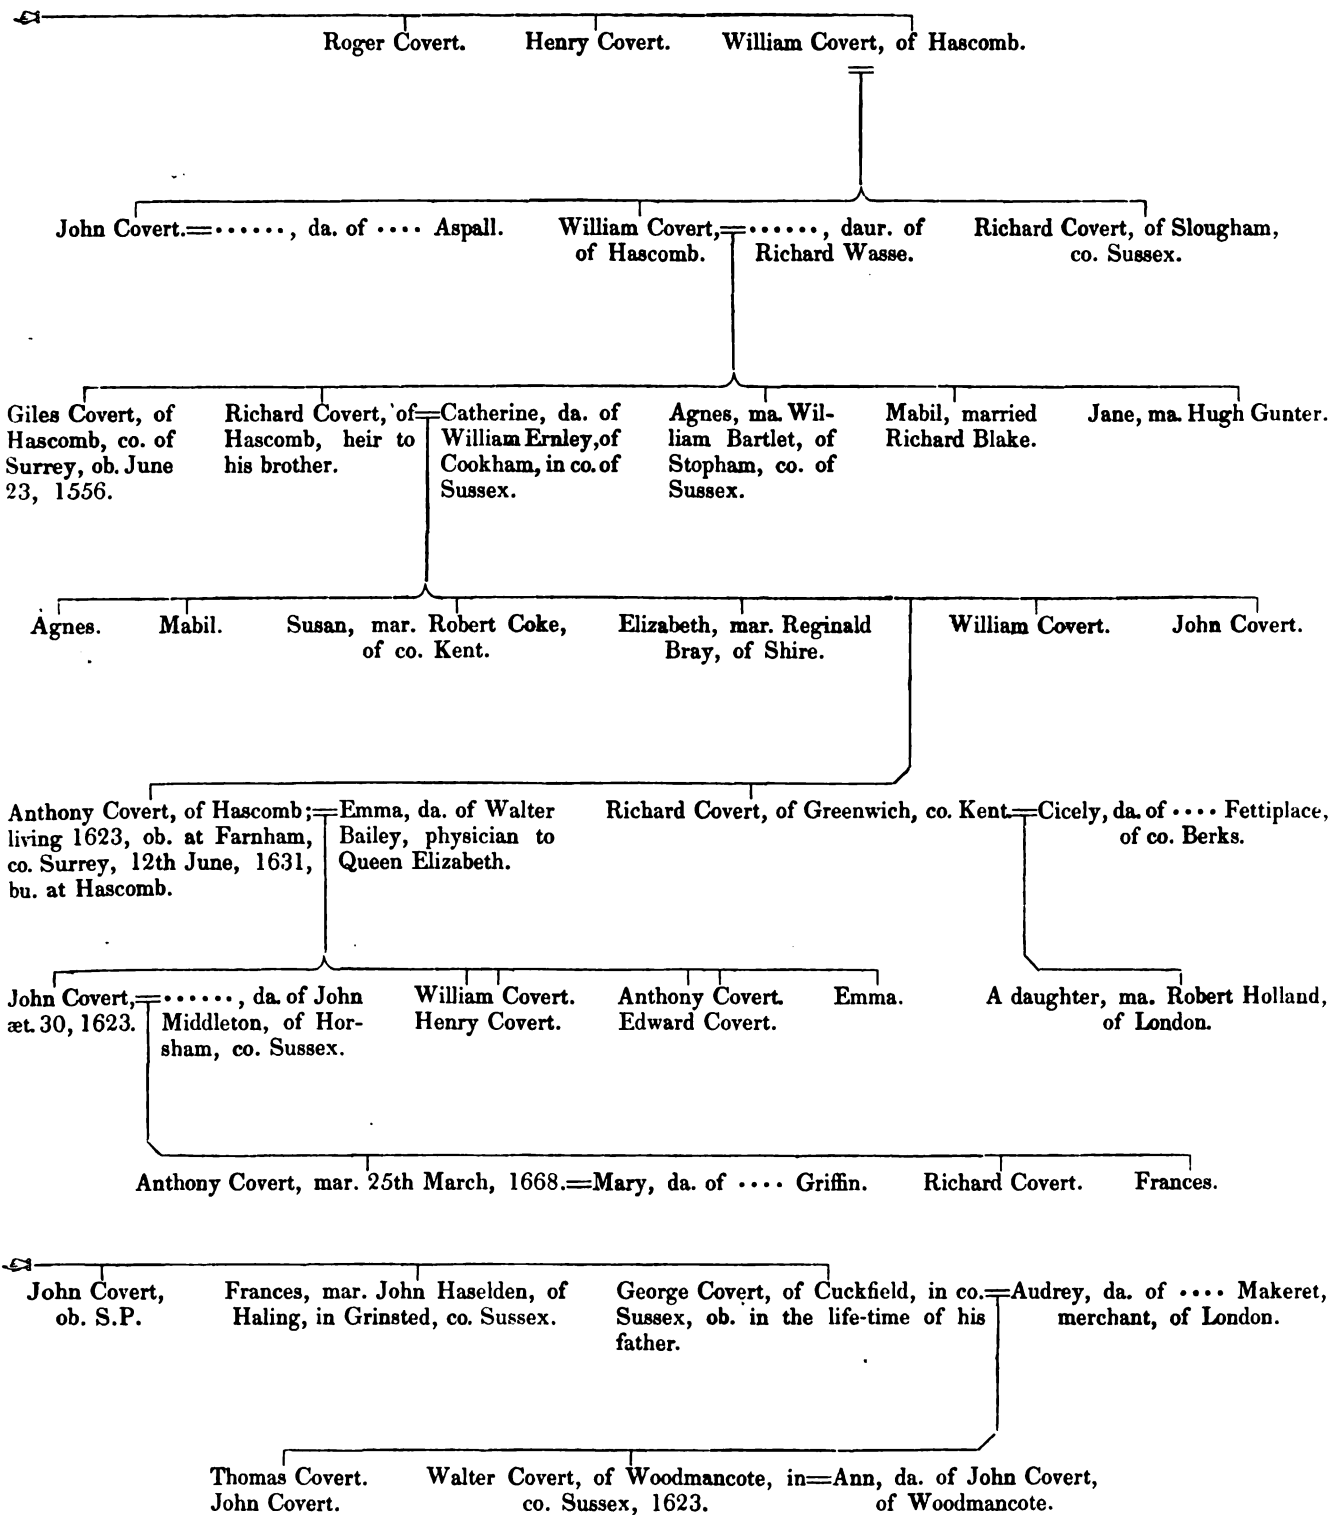 Roger Covert. Henry Covert. William Covert, of Hascomb.
John Covert.=······, da. of ···· Aspall.
William Covert,=······, daur. of
of Hascomb. Richard Wasse.
Richard Covert, of Slougham,
co. Sussex.
Giles Covert, of
Hascomb, co. of
Surrey, ob. June
23, 1556.
Richard Covert, of=Catherine, da. of
Hascomb, heir to William Ernley, of
his brother. Cookham, in co. of
Sussex.
Agnes, ma. Wil-
liam Bartlet, of
Stopham, co. of
Sussex.
Mabil, married
Richard Blake.
Jane, ma. Hugh Gunter.
Agnes. Mabil.
Susan, mar. Robert Coke,
of co. Kent.
Elizabeth, mar. Reginald
Bray, of Shire.
William Covert. John Covert.
Anthony Covert, of Hascomb;=Emma, da. of Walter
living 1623, ob. at Farnham, Bailey, physician to
co. Surrey, 12th June, 1631, Queen Elizabeth.
bu. at Hascomb.
Richard Covert, of Greenwich, co. Kent.=Cicely, da. of ···· Fettiplace,
of co. Berks.
John Covert,=······, da. of John
æt. 30, 1623. Middleton, of Hor-
sham, co. Sussex.
William Covert.
Henry Covert.
Anthony Covert.
Edward Covert.
Emma.
A daughter, ma. Robert Holland,
of London.
Anthony Covert, mar. 25th March, 1668.=Mary, da. of ···· Griffin. Richard Covert. Frances.
John Covert,
ob. S.P.
Frances, mar. John Haselden, of
Haling, in Grinsted, co. Sussex.
George Covert, of Cuckfield, in co.=Audrey, da. of ···· Makeret,
Sussex, ob. in the life-time of his merchant, of London.
father.
Thomas Covert.
John Covert.
Walter Covert, of Woodmancote, in=Ann, da. of John Covert,
co. Sussex, 1623. of Woodmancote.